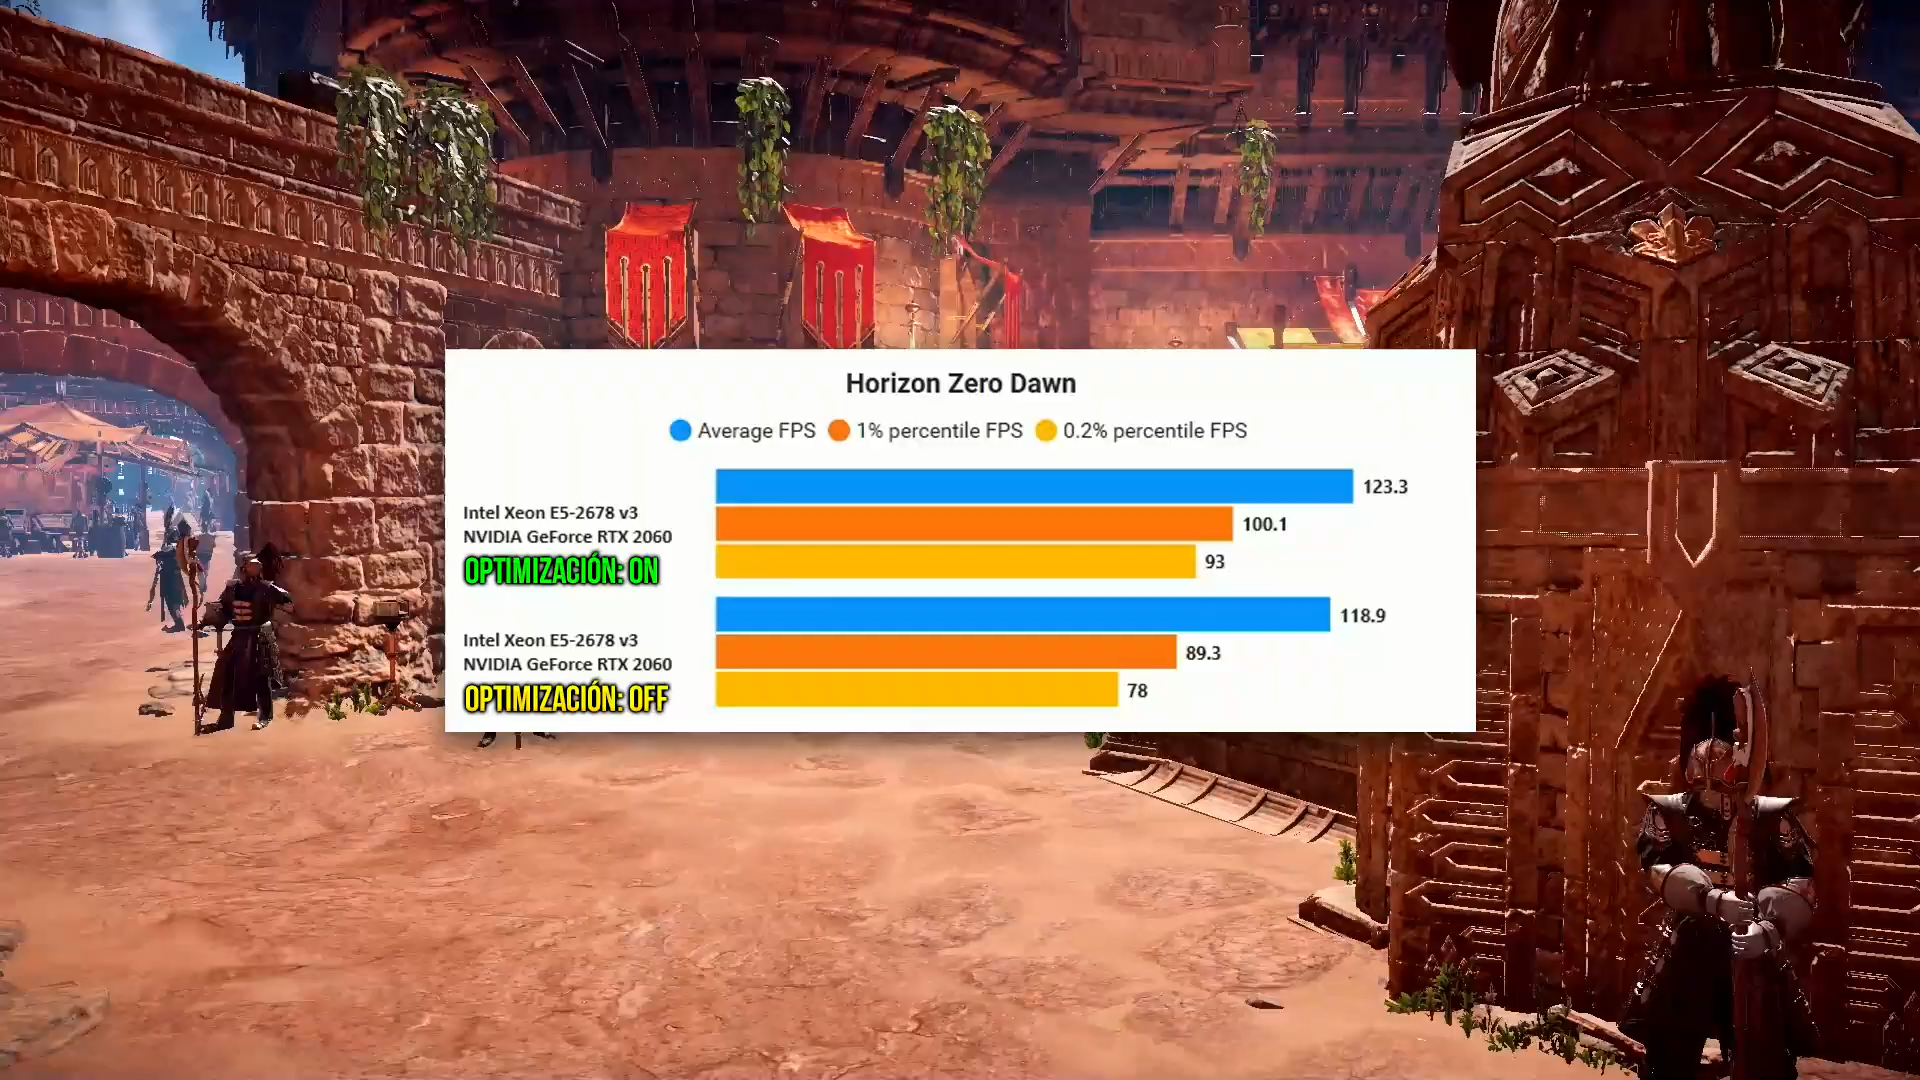 Horizon Zero Dawn
Average FPS 1% percentile FPS 0.2% percentile FPS
123.3
Intel Xeon E5-2678 v3
NVIDIA GeForce RTX 2060
OPTIMIZACIÓN: ON
100.1
93
118.9
Intel Xeon E5-2678 v3
NVIDIA GeForce RTX 2060
OPTIMIZACIÓN: OFF
89.3
78